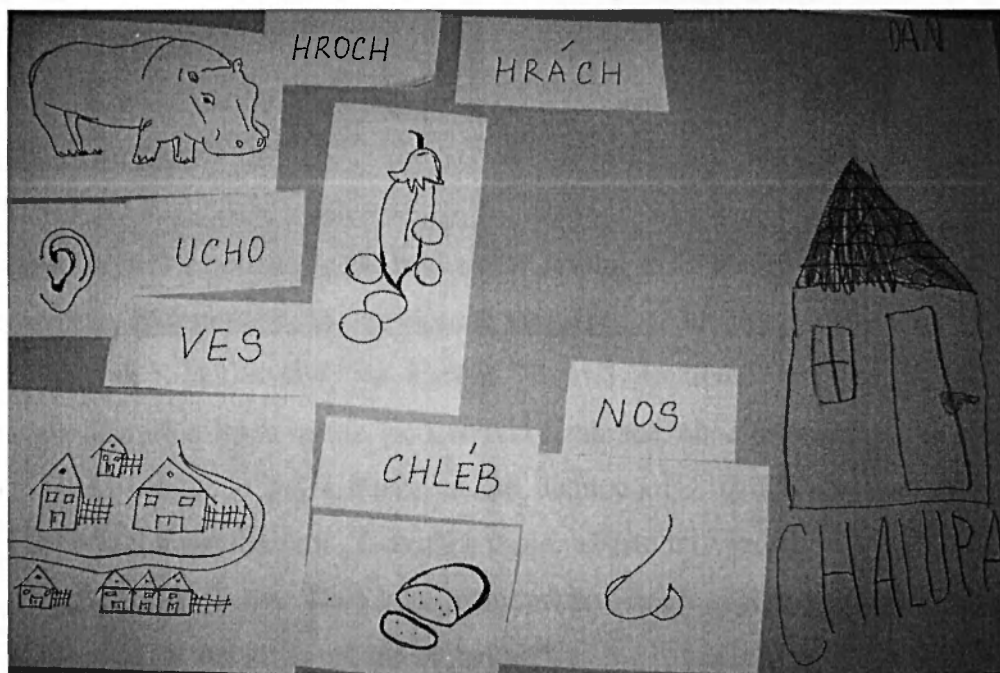 HROCH
HRÁCH
DAN
UCHO
VES
NOS
CHLÉB
CHALUPA